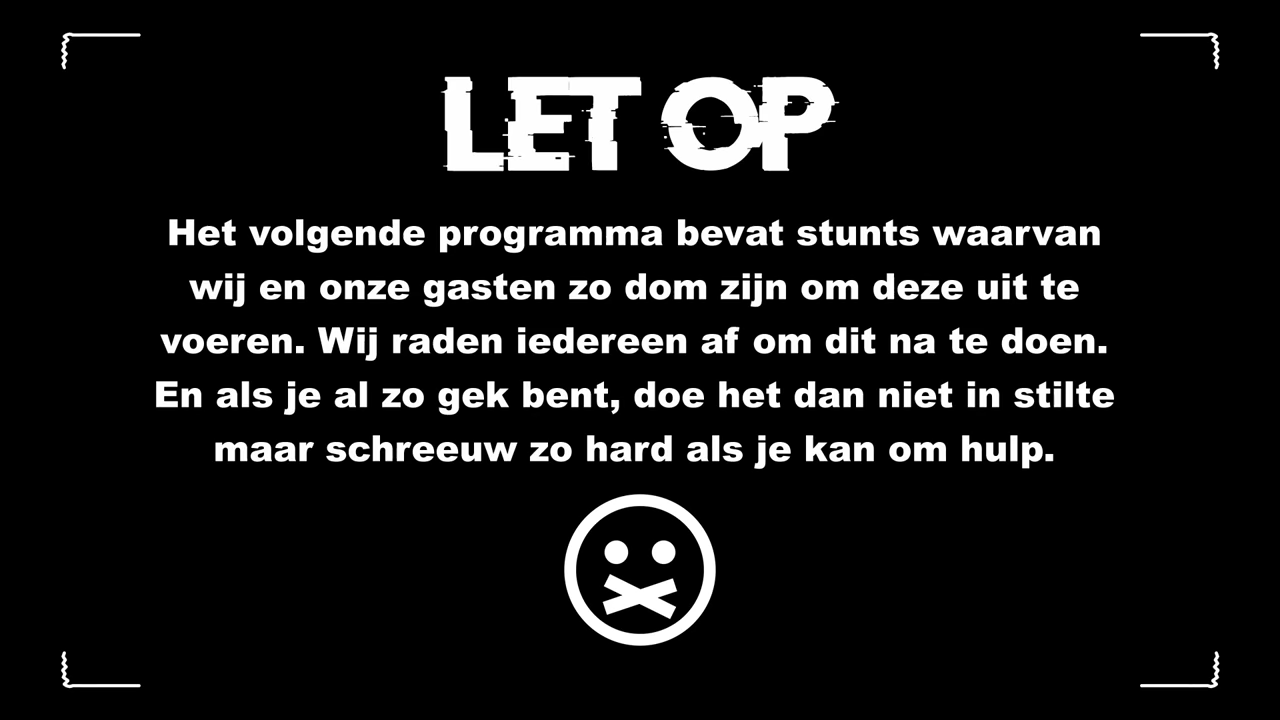 LET OP
Het volgende programma bevat stunts waarvan
wij en onze gasten zo dom zijn om deze uit te
voeren. Wij raden iedereen af om dit na te doen.
En als je al zo gek bent, doe het dan niet in stilte
maar schreeuw zo hard als je kan om hulp.